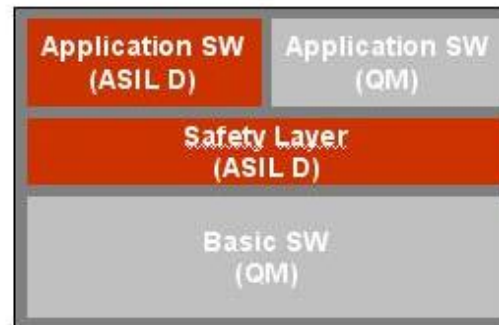 Application SW
(ASIL D)
Application SW
(QM)
Safety Layer
(ASIL D)
Basic SW
(QM)